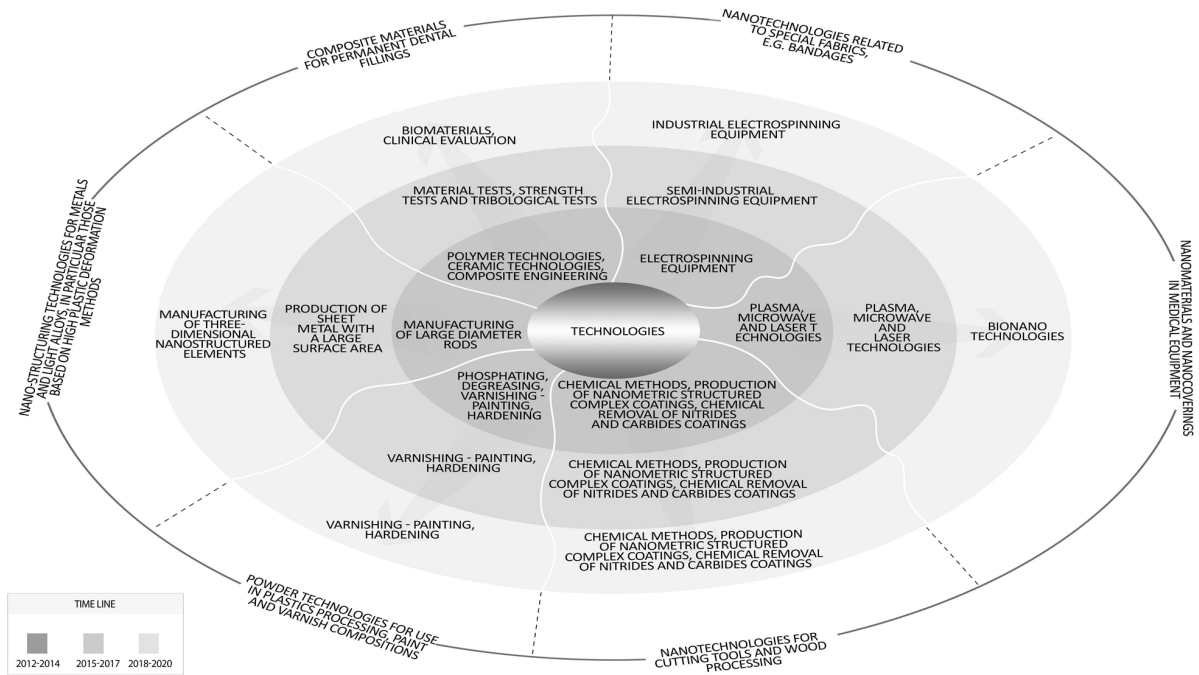 COMPOSITE MATERIALS
FOR PERMANENT DENTAL
FILLINGS
NANOTECHNOLOGIES RELATED
TO SPECIAL FABRICS,
E.G. BANDAGES
BIOMATERIALS,
CLINICAL EVALUATION
INDUSTRIAL ELECTROSPINNING
EQUIPMENT
MATERIAL TESTS, STRENGTH
TESTS AND TRIBOLOGICAL TESTS
SEMI-INDUSTRIAL
ELECTROSPINNING EQUIPMENT
POLYMER TECHNOLOGIES,
CERAMIC TECHNOLOGIES,
COMPOSITE ENGINEERING
ELECTROSPINNING
EQUIPMENT
NANO-STRUCTURING TECHNOLOGIES FOR METALS
AND LIGHT ALLOYS, IN PARTICULAR THOSE
BASED ON HIGH PLASTIC DEFORMATION
METHODS
MANUFACTURING
OF THREE-
DIMENSIONAL
NANOSTRUCTURED
ELEMENTS
PRODUCTION OF
SHEET
METAL WITH
A LARGE
SURFACE AREA
MANUFACTURING
OF LARGE DIAMETER
RODS
TECHNOLOGIES
PLASMA,
MICROWAVE
AND LASER T
ECHNOLOGIES
PLASMA,
MICROWAVE
AND
LASER
TECHNOLOGIES
BIONANO
TECHNOLOGIES
NANOMATERIALS AND NANOCOVERINGS
IN MEDICAL EQUIPMENT
PHOSPHATING,
DEGREASING,
VARNISHING -
PAINTING,
HARDENING
CHEMICAL METHODS, PRODUCTION
OF NANOMETRIC STRUCTURED
COMPLEX COATINGS, CHEMICAL
REMOVAL OF NITRIDES
AND CARBIDES COATINGS
VARNISHING - PAINTING,
HARDENING
CHEMICAL METHODS, PRODUCTION
OF NANOMETRIC STRUCTURED
COMPLEX COATINGS, CHEMICAL REMOVAL
OF NITRIDES AND CARBIDES COATINGS
VARNISHING - PAINTING,
HARDENING
CHEMICAL METHODS, PRODUCTION
OF NANOMETRIC STRUCTURED
COMPLEX COATINGS, CHEMICAL REMOVAL
OF NITRIDES AND CARBIDES COATINGS
POWDER TECHNOLOGIES FOR USE
IN PLASTICS PROCESSING, PAINT
AND VARNISH COMPOSITIONS
NANOTECHNOLOGIES FOR
CUTTING TOOLS AND WOOD
PROCESSING
TIME LINE
2012-2014
2015-2017
2018-2020